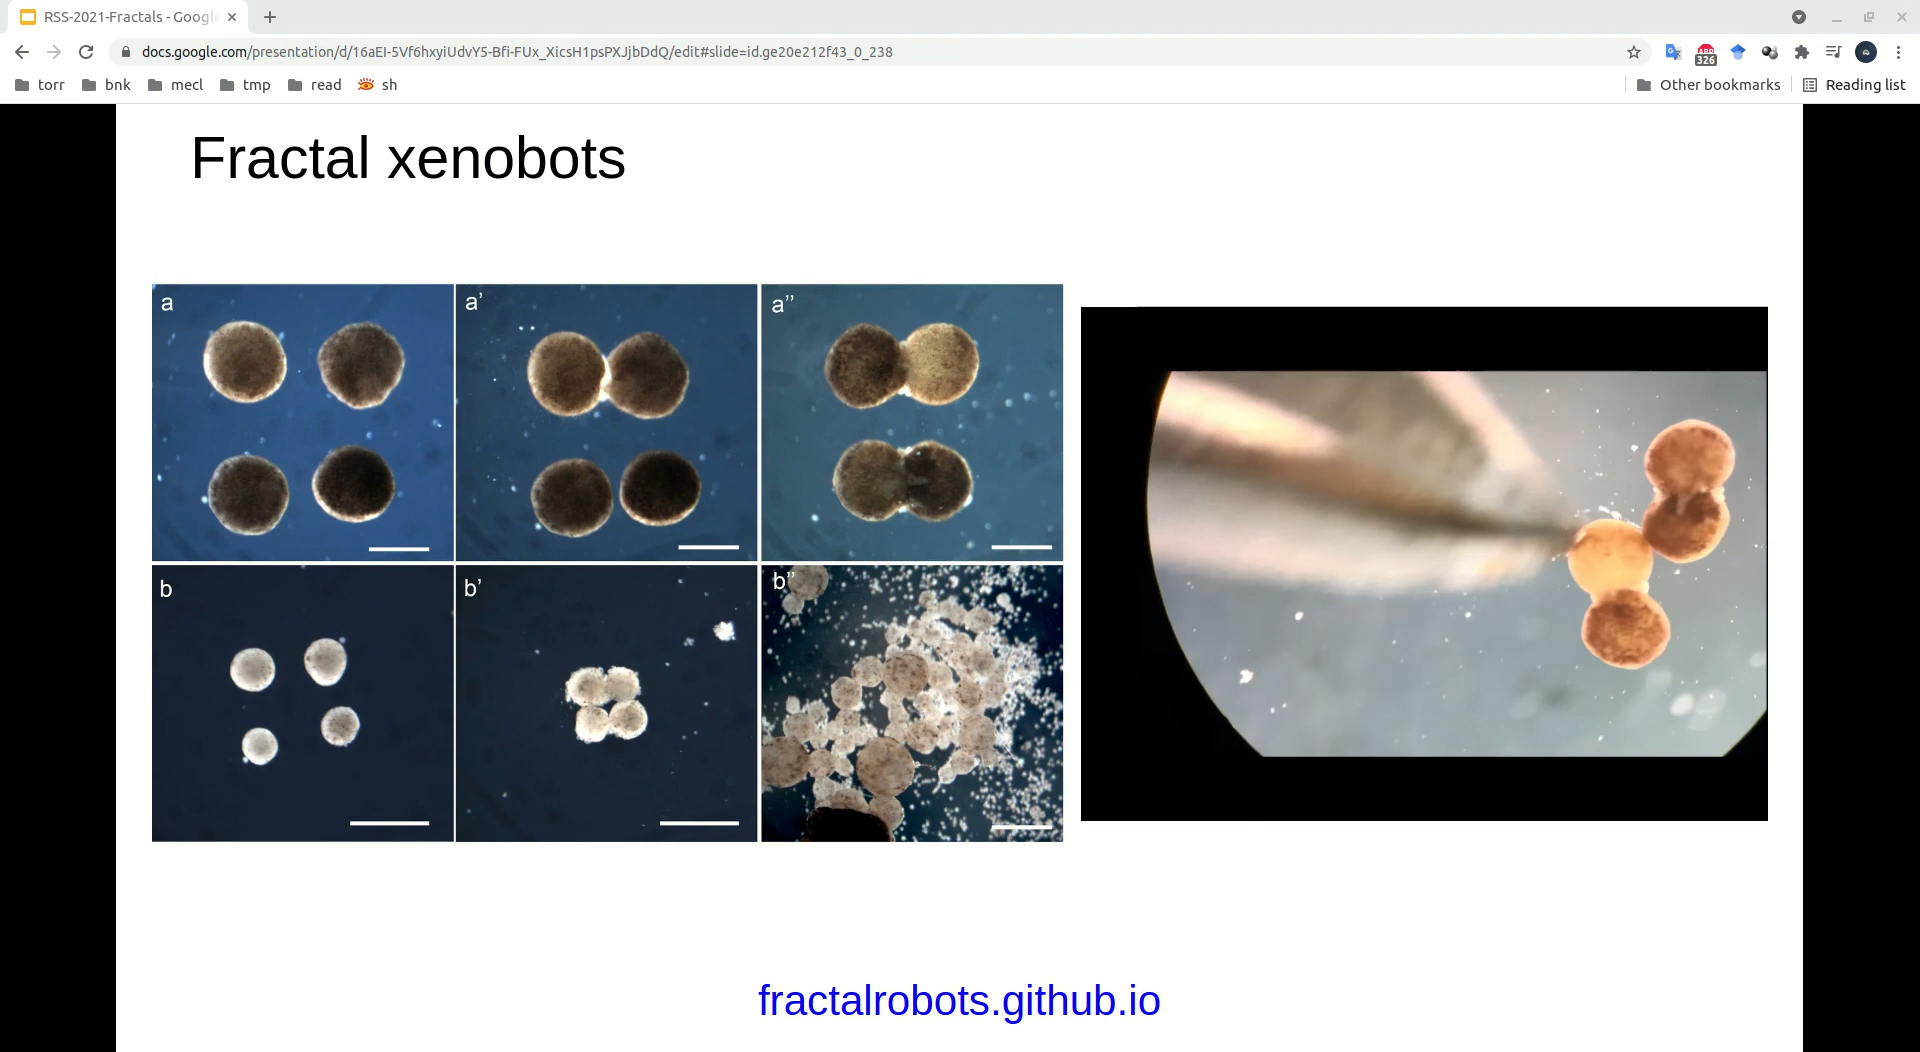 RSS-2021-Fractals - Google
docs.google.com/presentation/d/16aEI-5Vf6hxyiUdvY5-Bfi-FUx_XicsH1psPXJjbDdQ/edit#slide=id.ge20e212f43_0_238
326
torr bnk mecl tmp read sh Other bookmarks Reading list
Fractal xenobots
a a’ a’’
b b’ b’’
fractalrobots.github.io